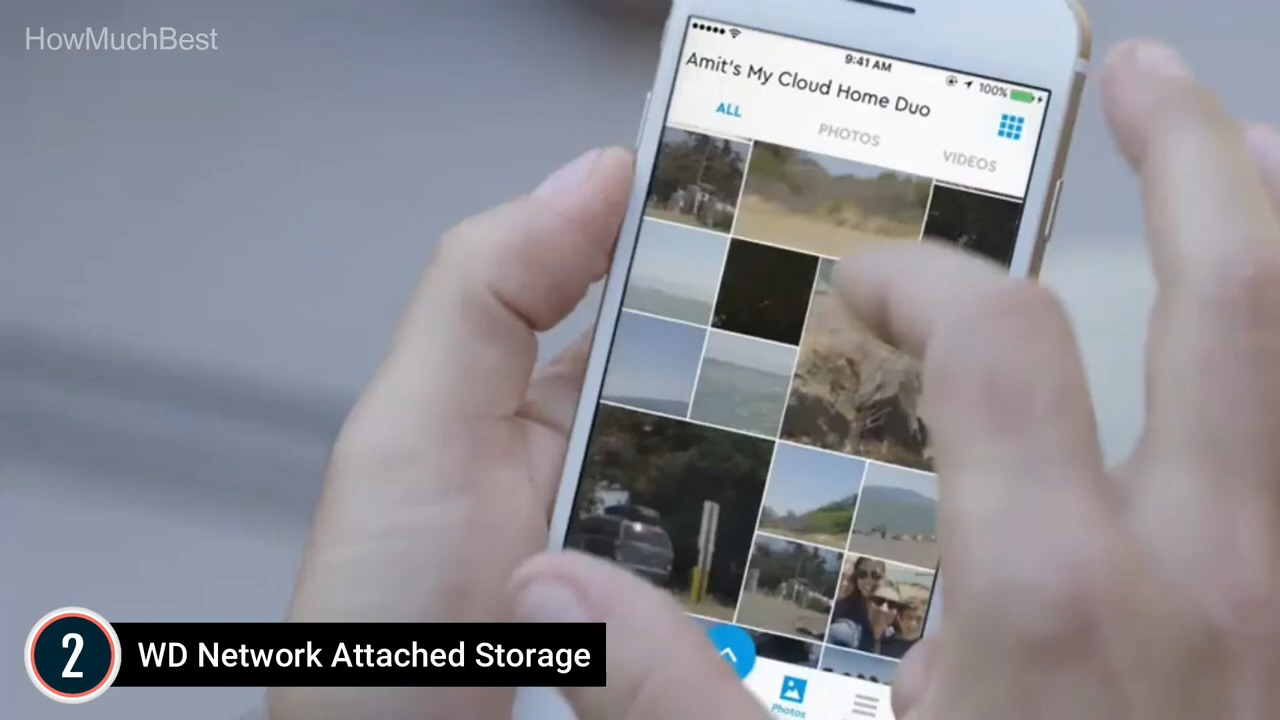 HowMuchBest
9:41 AM
100%
Amit's My Cloud Home Duo
ALL
PHOTOS
VIDEOS
Photos
2
WD Network Attached Storage